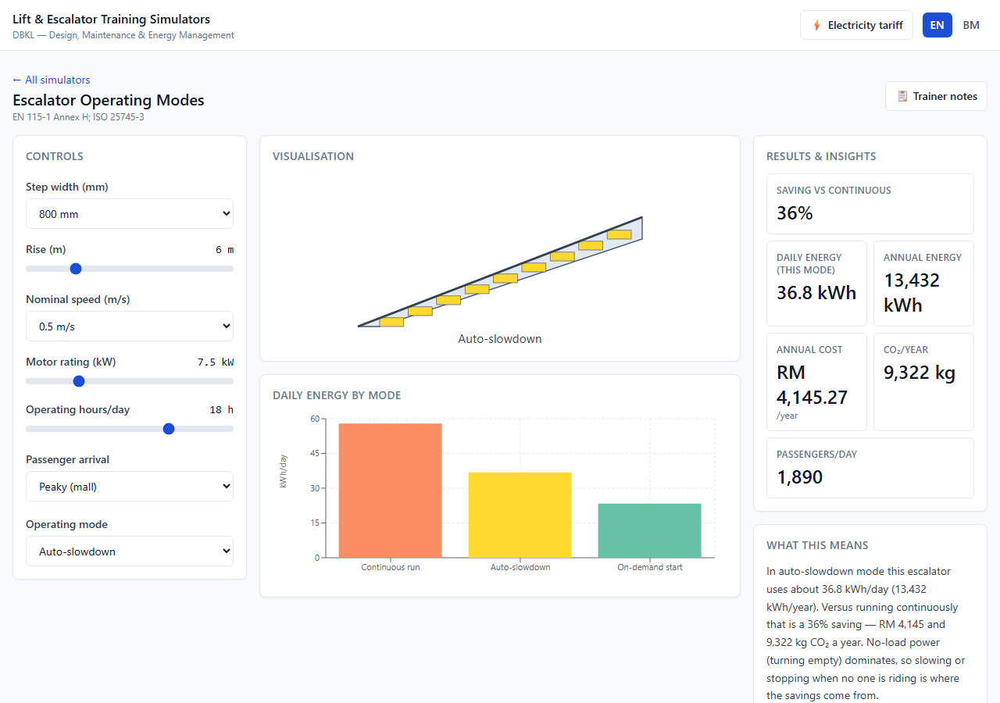 Lift & Escalator Training Simulators
DBKL — Design, Maintenance & Energy Management
Electricity tariff
EN
BM
← All simulators
Escalator Operating Modes
EN 115-1 Annex H; ISO 25745-3
Trainer notes
CONTROLS
Step width (mm)
800 mm
Rise (m)
6 m
Nominal speed (m/s)
0.5 m/s
Motor rating (kW)
7.5 kW
Operating hours/day
18 h
Passenger arrival
Peaky (mall)
Operating mode
Auto-slowdown
VISUALISATION
Auto-slowdown
DAILY ENERGY BY MODE
kWh/day
60
45
30
15
0
Continuous run
Auto-slowdown
On-demand start
RESULTS & INSIGHTS
SAVING VS CONTINUOUS
36%
DAILY ENERGY
(THIS MODE)
36.8 kWh
ANNUAL ENERGY
13,432
kWh
ANNUAL COST
RM
4,145.27
/year
CO₂/YEAR
9,322 kg
PASSENGERS/DAY
1,890
WHAT THIS MEANS
In auto-slowdown mode this escalator
uses about 36.8 kWh/day (13,432
kWh/year). Versus running continuously
that is a 36% saving — RM 4,145 and
9,322 kg CO₂ a year. No-load power
(turning empty) dominates, so slowing or
stopping when no one is riding is where
the savings come from.